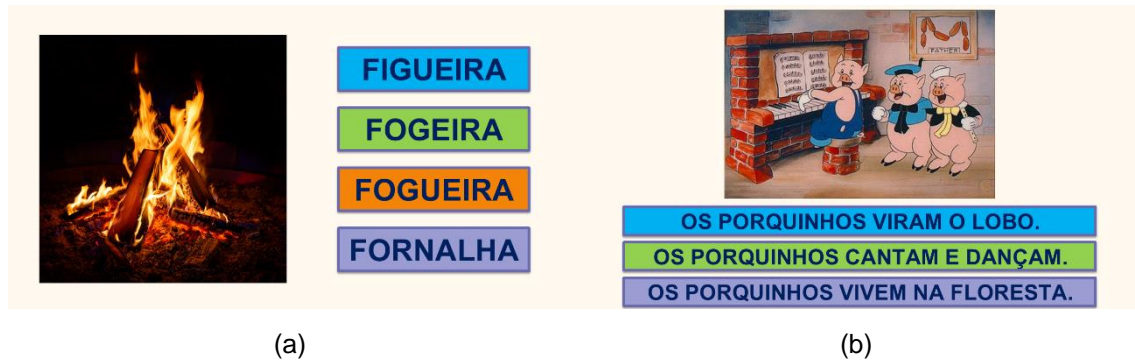 FIGUEIRA
FOGEIRA
FOGUEIRA
FORNALHA
FATHER
OS PORQUINHOS VIRAM O LOBO.
OS PORQUINHOS CANTAM E DANÇAM.
OS PORQUINHOS VIVEM NA FLORESTA.
(a)
(b)